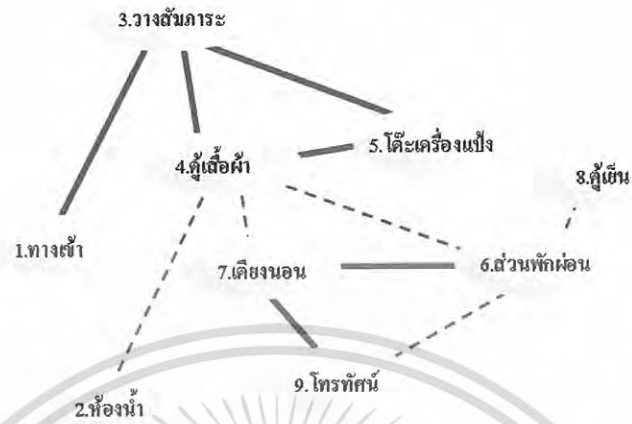 3.วางสัมภาระ
5.โต๊ะเครื่องแป้ง
4.ตู้เสื้อผ้า
8.ตู้เย็น
1.ทางเข้า
7.เตียงนอน
6.ส่วนพักผ่อน
9.โทรทัศน์
2.ห้องน้ำ